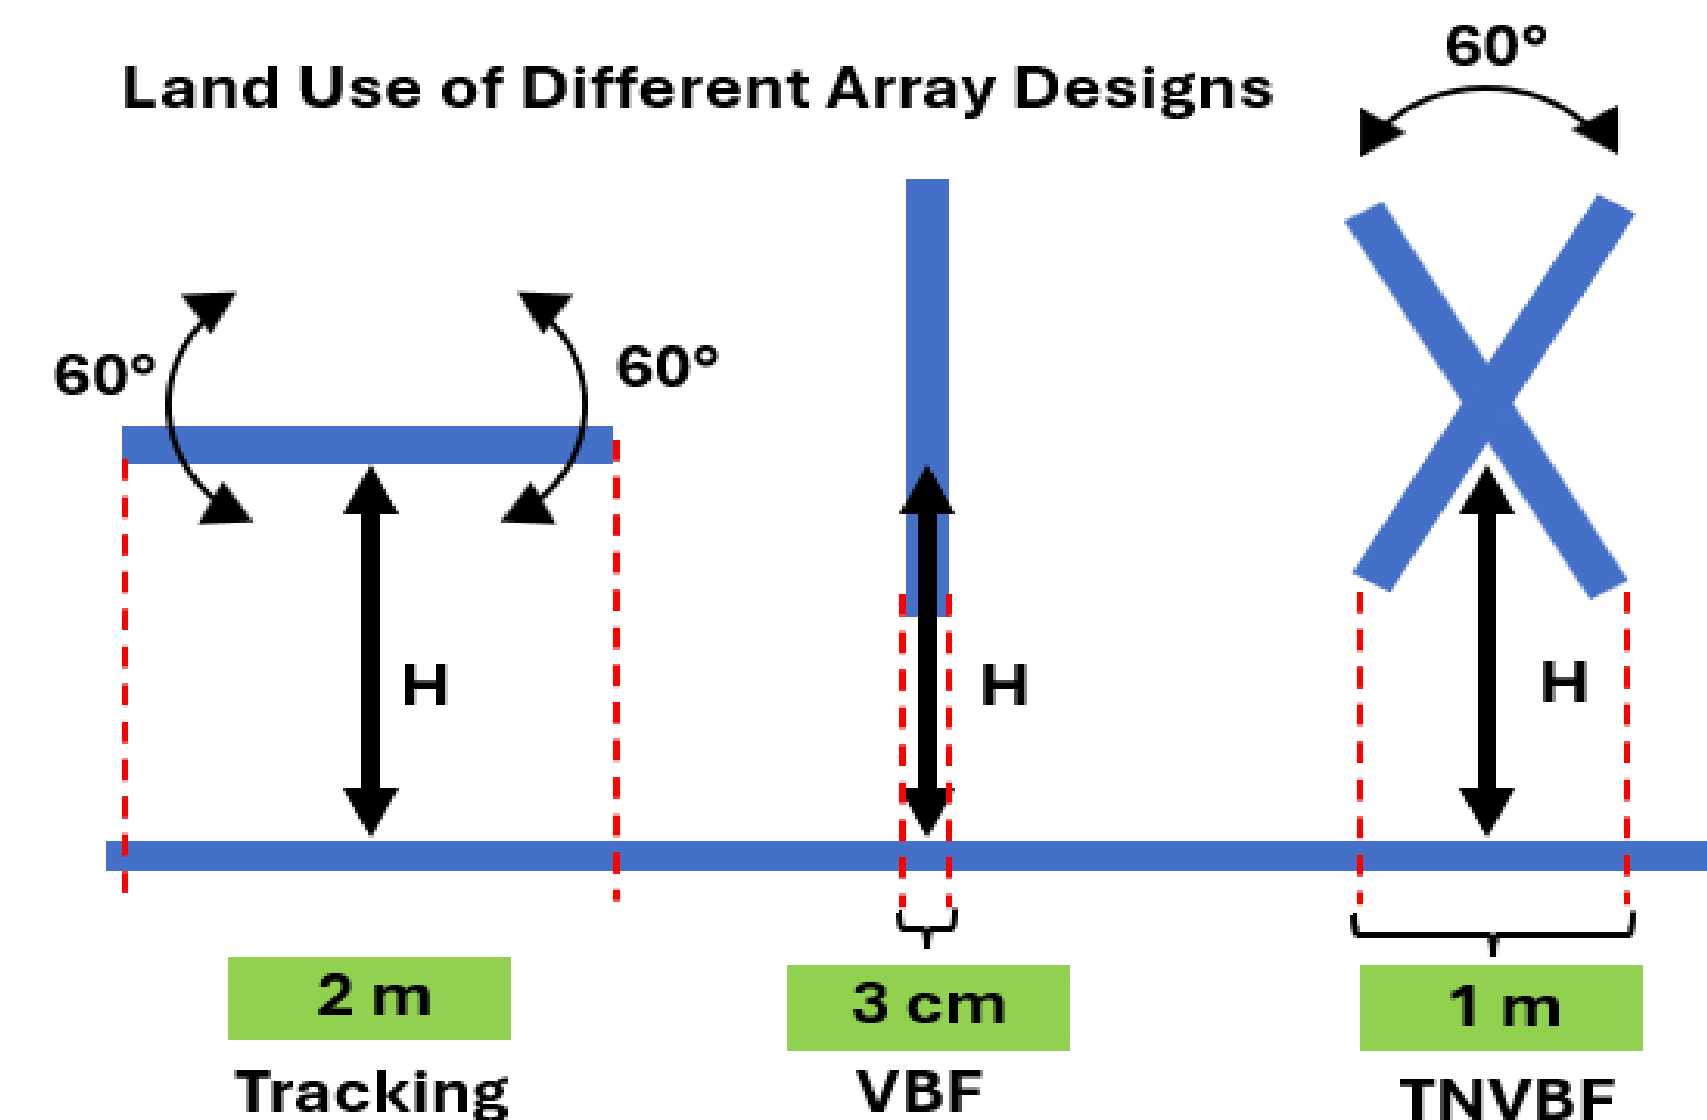 Land Use of Different Array Designs
60°
60°
60°
H
H
H
2 m
3 cm
1 m
Tracking
VBF
TNVBF